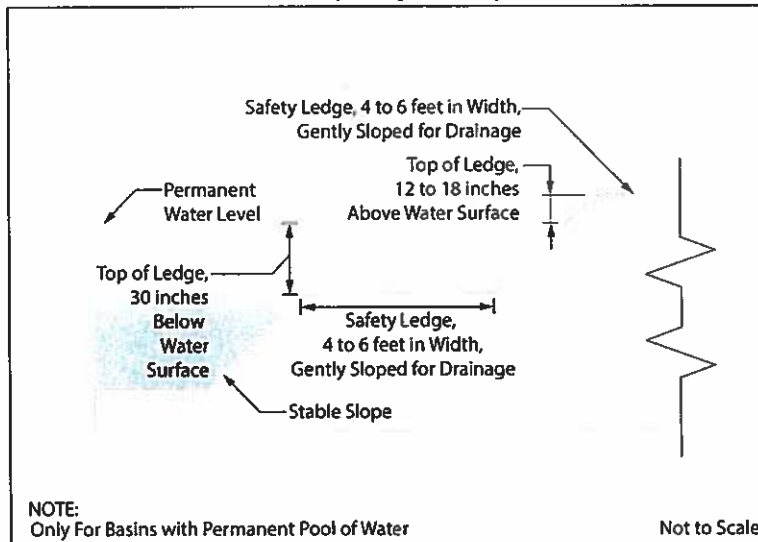 Safety Ledge, 4 to 6 feet in Width,
Gently Sloped for Drainage
Top of Ledge,
12 to 18 inches
Above Water Surface
Permanent
Water Level
Top of Ledge,
30 inches
Below
Water
Surface
Safety Ledge,
4 to 6 feet in Width,
Gently Sloped for Drainage
Stable Slope
NOTE:
Only For Basins with Permanent Pool of Water
Not to Scale